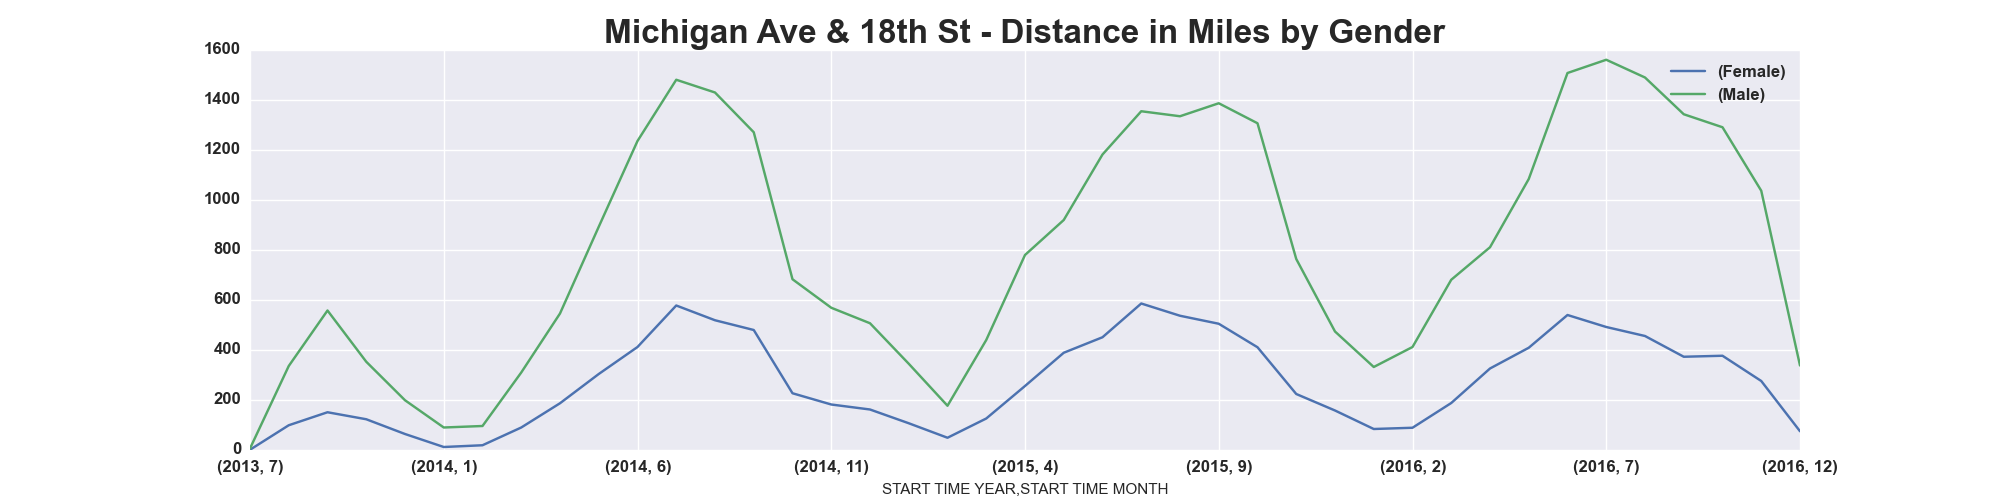 Michigan Ave & 18th St - Distance in Miles by Gender
1600
1400
1200
1000
800
600
400
200
0
(Female)
(Male)
(2013, 7) (2014, 1) (2014, 6) (2014, 11) (2015, 4) (2015, 9) (2016, 2) (2016, 7) (2016, 12)
START TIME YEAR,START TIME MONTH